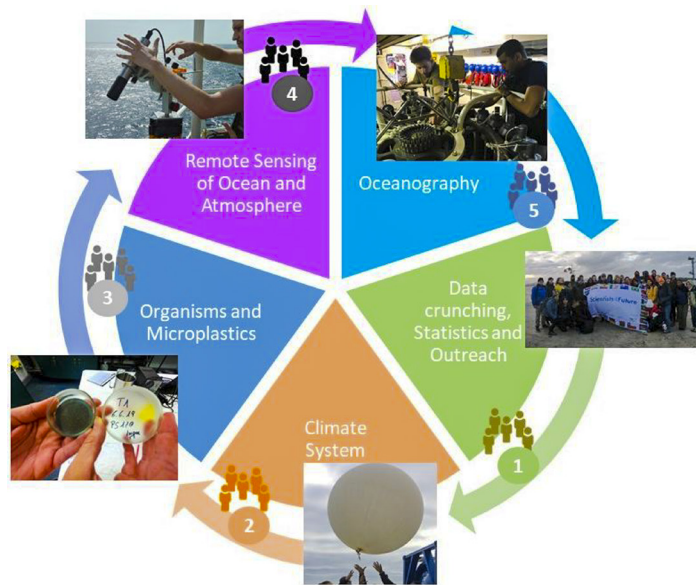 4
Remote Sensing
of Ocean and
Atmosphere
Oceanography
5
Data
crunching,
Statistics and
Outreach
1
Climate
System
2
Organisms and
Microplastics
3
TA